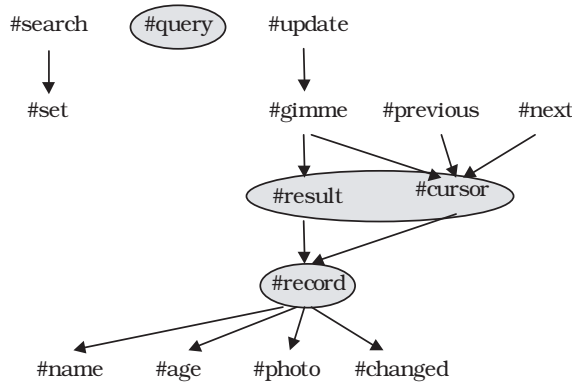 #search #query #update
#set #gimme #previous #next
#result #cursor
#record
#name #age #photo #changed